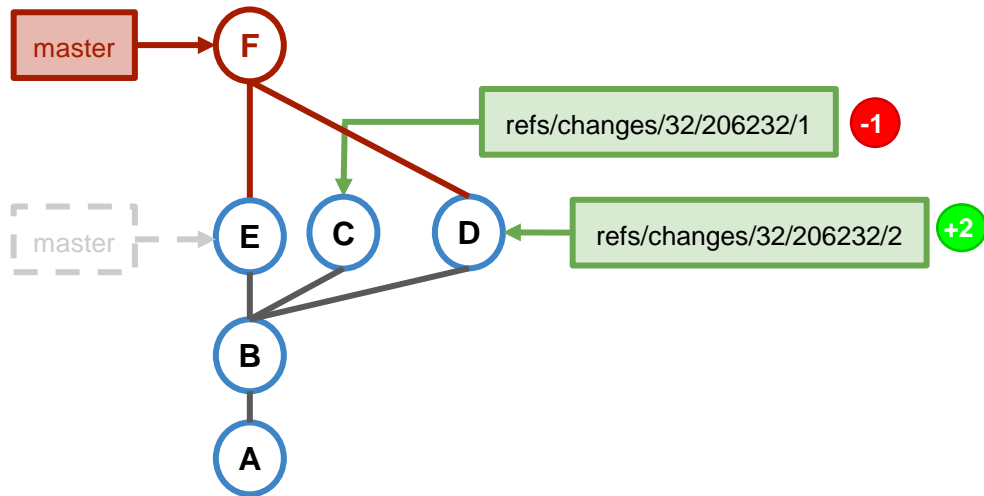 master
F
refs/changes/32/206232/1
-1
master
E
C
D
refs/changes/32/206232/2
+2
B
A